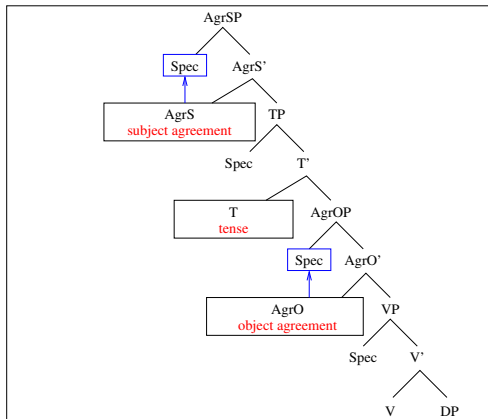 AgrSP
Spec AgrS'
AgrS TP
subject agreement
Spec T'
T AgrOP
tense
Spec AgrO'
AgrO VP
object agreement
Spec V'
V DP